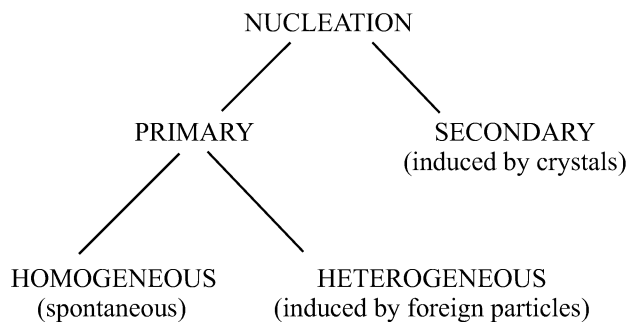 NUCLEATION
PRIMARY
SECONDARY
(induced by crystals)
HOMOGENEOUS
(spontaneous)
HETEROGENEOUS
(induced by foreign particles)